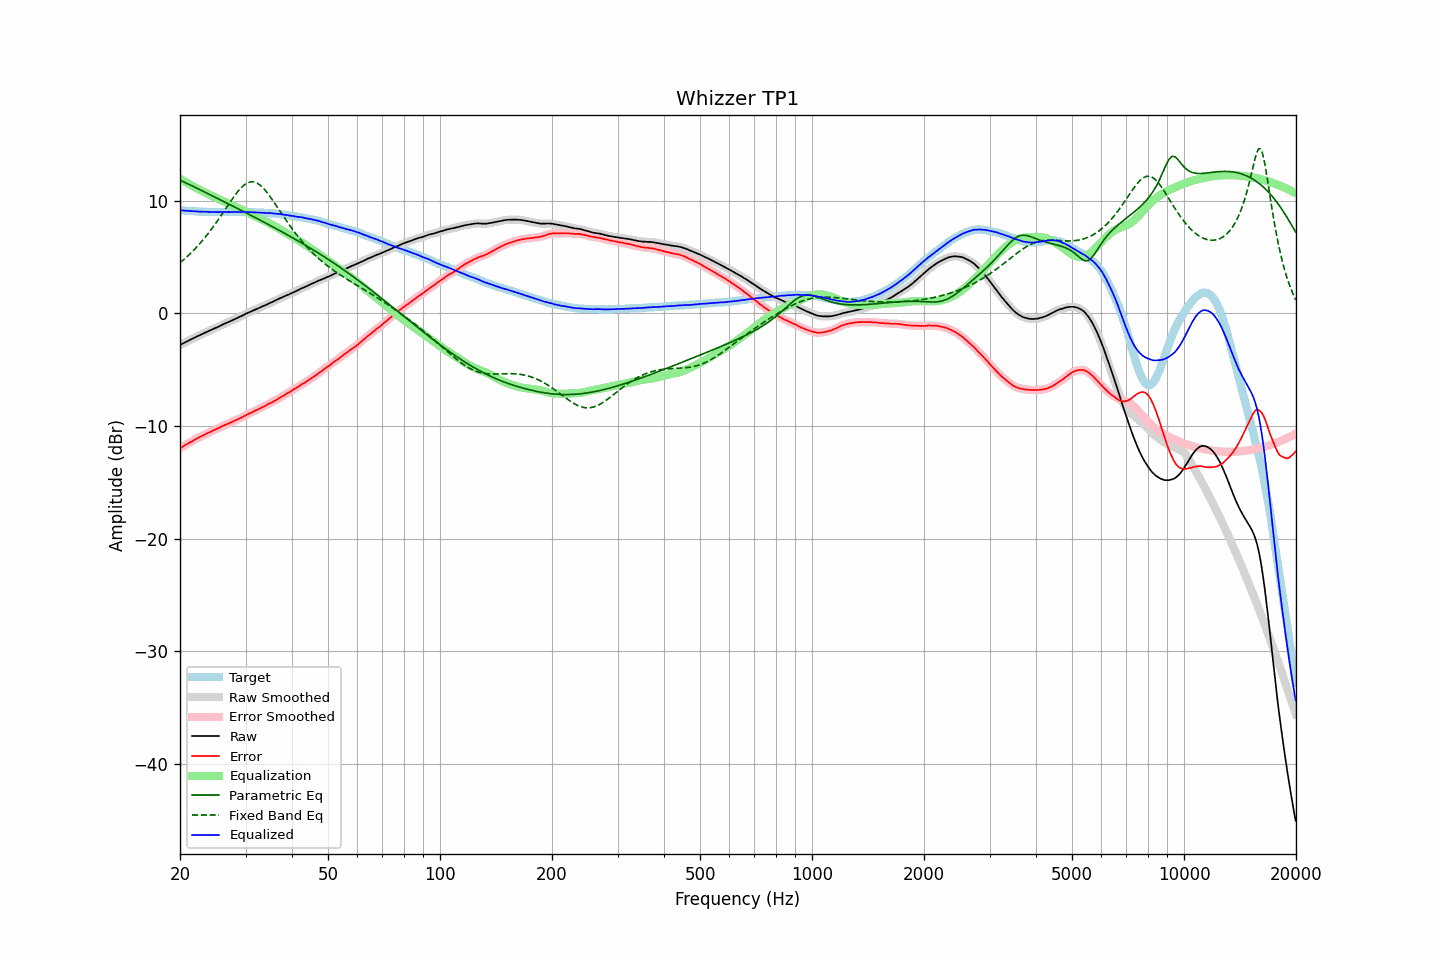 Whizzer TP1
Amplitude (dBr)
10
0
−10
−20
−30
−40
Target
Raw Smoothed
Error Smoothed
Raw
Error
Equalization
Parametric Eq
Fixed Band Eq
Equalized
20 50 100 200 500 1000 2000 5000 10000 20000
Frequency (Hz)